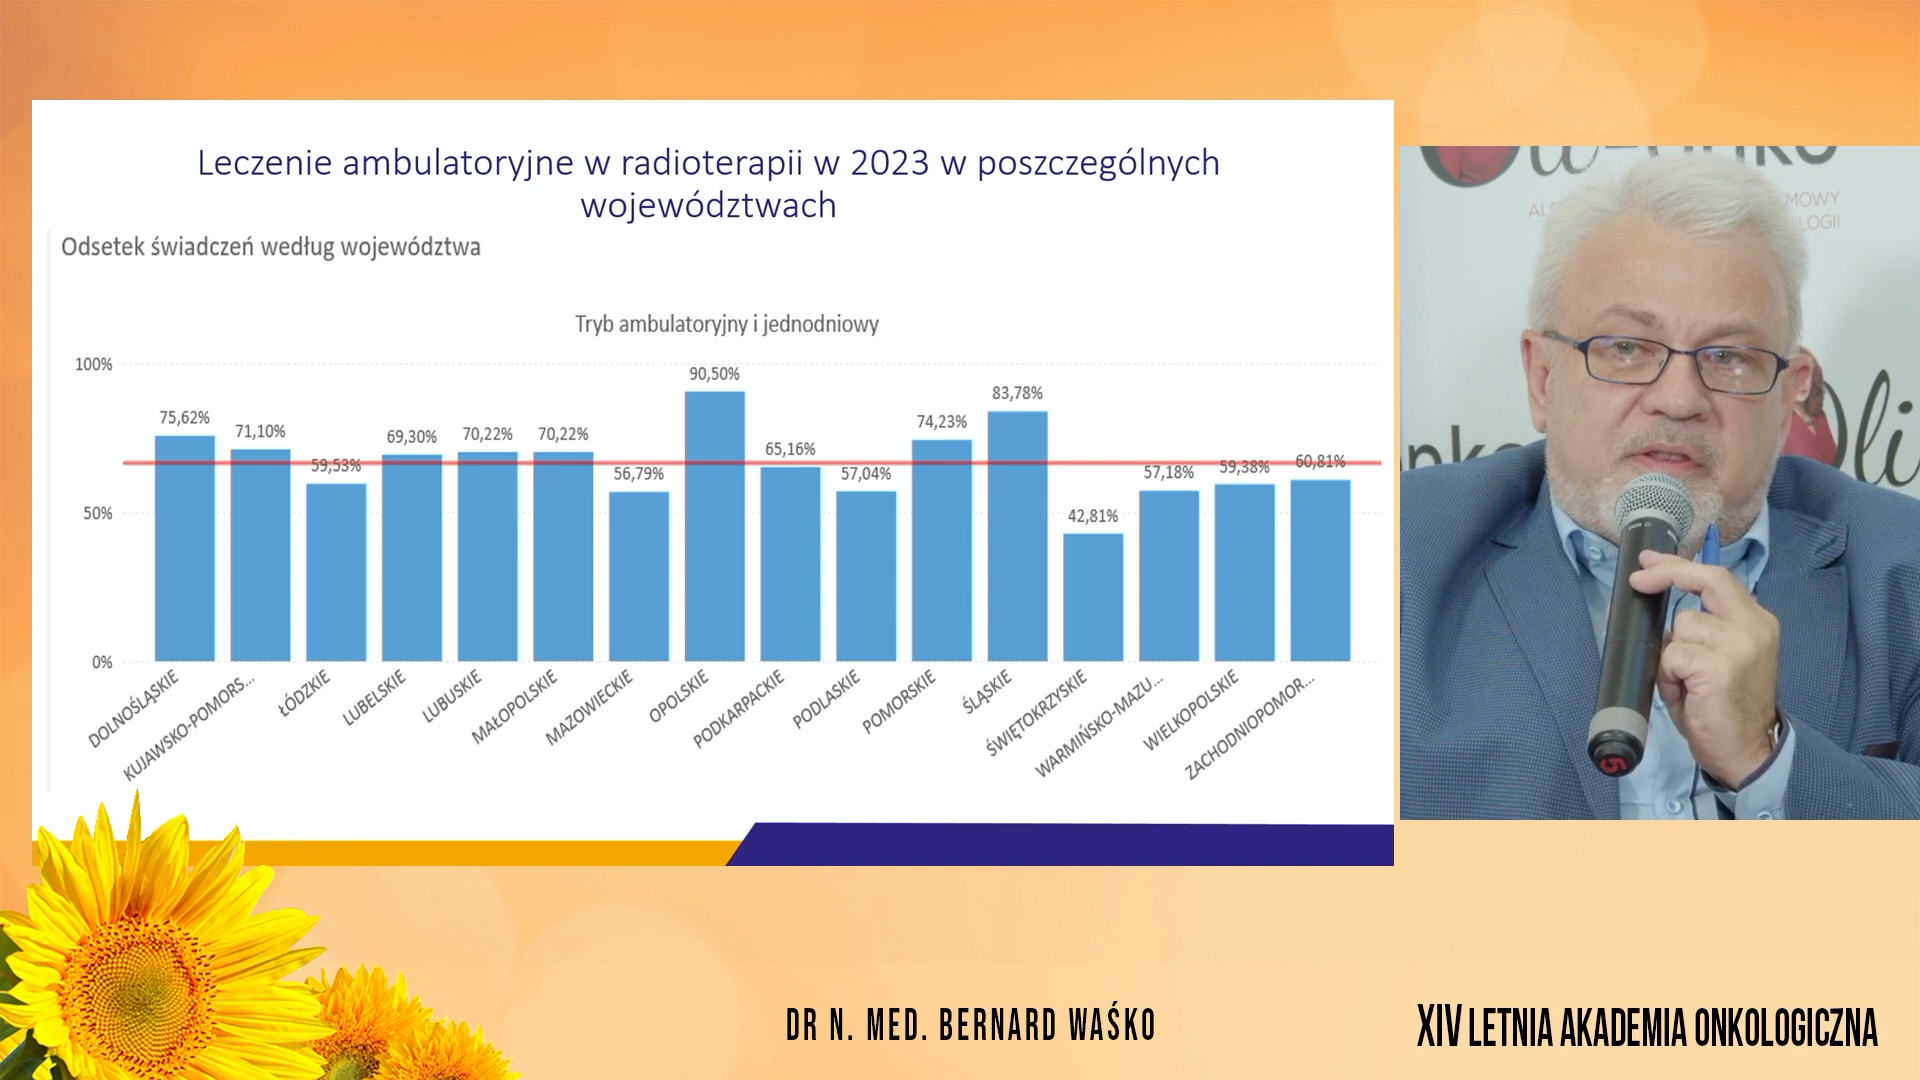 Leczenie ambulatoryjne w radioterapii w 2023 w poszczególnych
województwach
Odsetek świadczeń według województwa
Tryb ambulatoryjny i jednodniowy
100%
50%
0%
75,62%
71,10%
59,53%
69,30%
70,22%
70,22%
56,79%
90,50%
65,16%
57,04%
74,23%
83,78%
42,81%
57,18%
59,38%
60,81%
DOLNOŚLĄSKIE
KUJAWSKO-POMORS...
ŁÓDZKIE
LUBELSKIE
LUBUSKIE
MAŁOPOLSKIE
MAZOWIECKIE
OPOLSKIE
PODKARPACKIE
PODLASKIE
POMORSKIE
ŚLĄSKIE
ŚWIĘTOKRZYSKIE
WARMIŃSKO-MAZU...
WIELKOPOLSKIE
ZACHODNIOPOMOR...
5
DR N. MED. BERNARD WAŚKO
XIV LETNIA AKADEMIA ONKOLOGICZNA